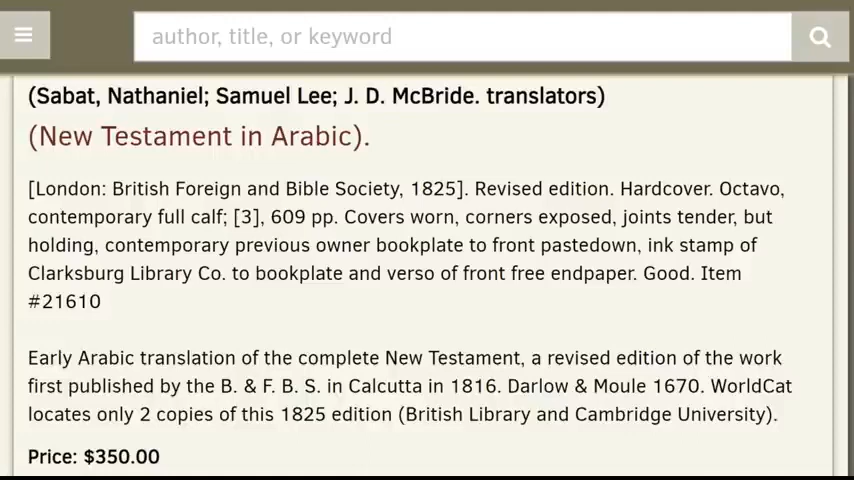 author, title, or keyword
(Sabat, Nathaniel; Samuel Lee; J. D. McBride. translators)
(New Testament in Arabic).
[London: British Foreign and Bible Society, 1825]. Revised edition. Hardcover. Octavo,
contemporary full calf; [3], 609 pp. Covers worn, corners exposed, joints tender, but
holding, contemporary previous owner bookplate to front pastedown, ink stamp of
Clarksburg Library Co. to bookplate and verso of front free endpaper. Good. Item
#21610
Early Arabic translation of the complete New Testament, a revised edition of the work
first published by the B. & F. B. S. in Calcutta in 1816. Darlow & Moule 1670. WorldCat
locates only 2 copies of this 1825 edition (British Library and Cambridge University).
Price: $350.00